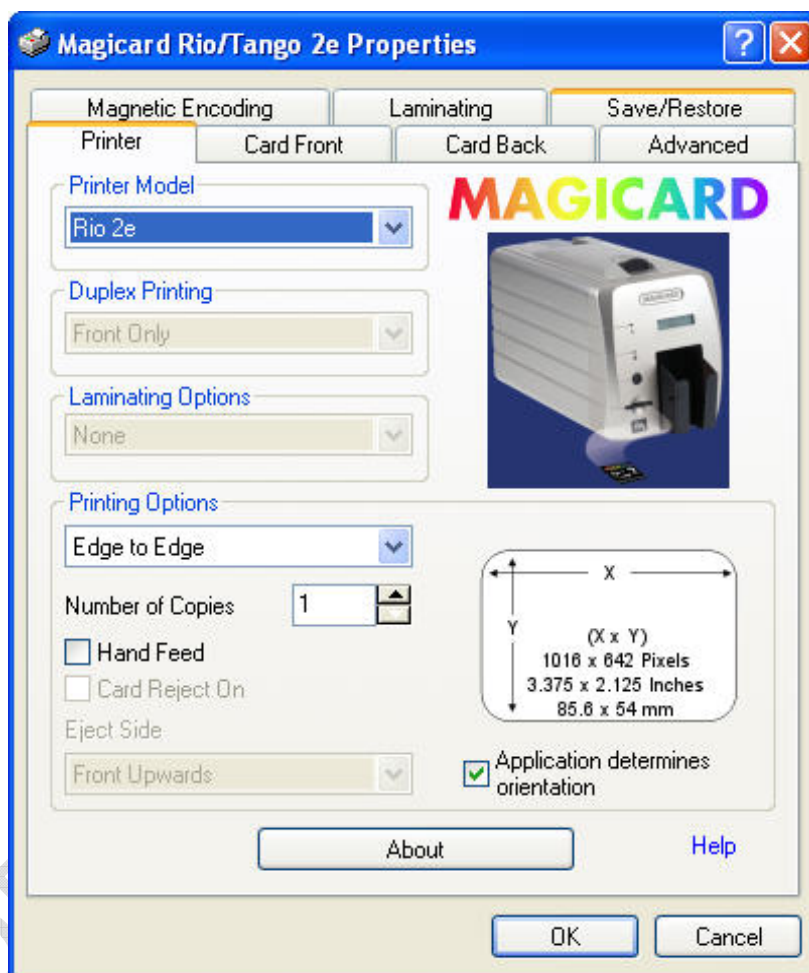 Magicard Rio/Tango 2e Properties
Magnetic Encoding
Laminating
Save/Restore
Printer
Card Front
Card Back
Advanced
Printer Model
MAGICARD
Rio 2e
Duplex Printing
Front Only
Laminating Options
None
Printing Options
Edge to Edge
Number of Copies
1
Hand Feed
Card Reject On
Eject Side
Front Upwards
X
Y
(X x Y)
1016 x 642 Pixels
3.375 x 2.125 Inches
85.6 x 54 mm
Application determines
orientation
About
Help
OK
Cancel